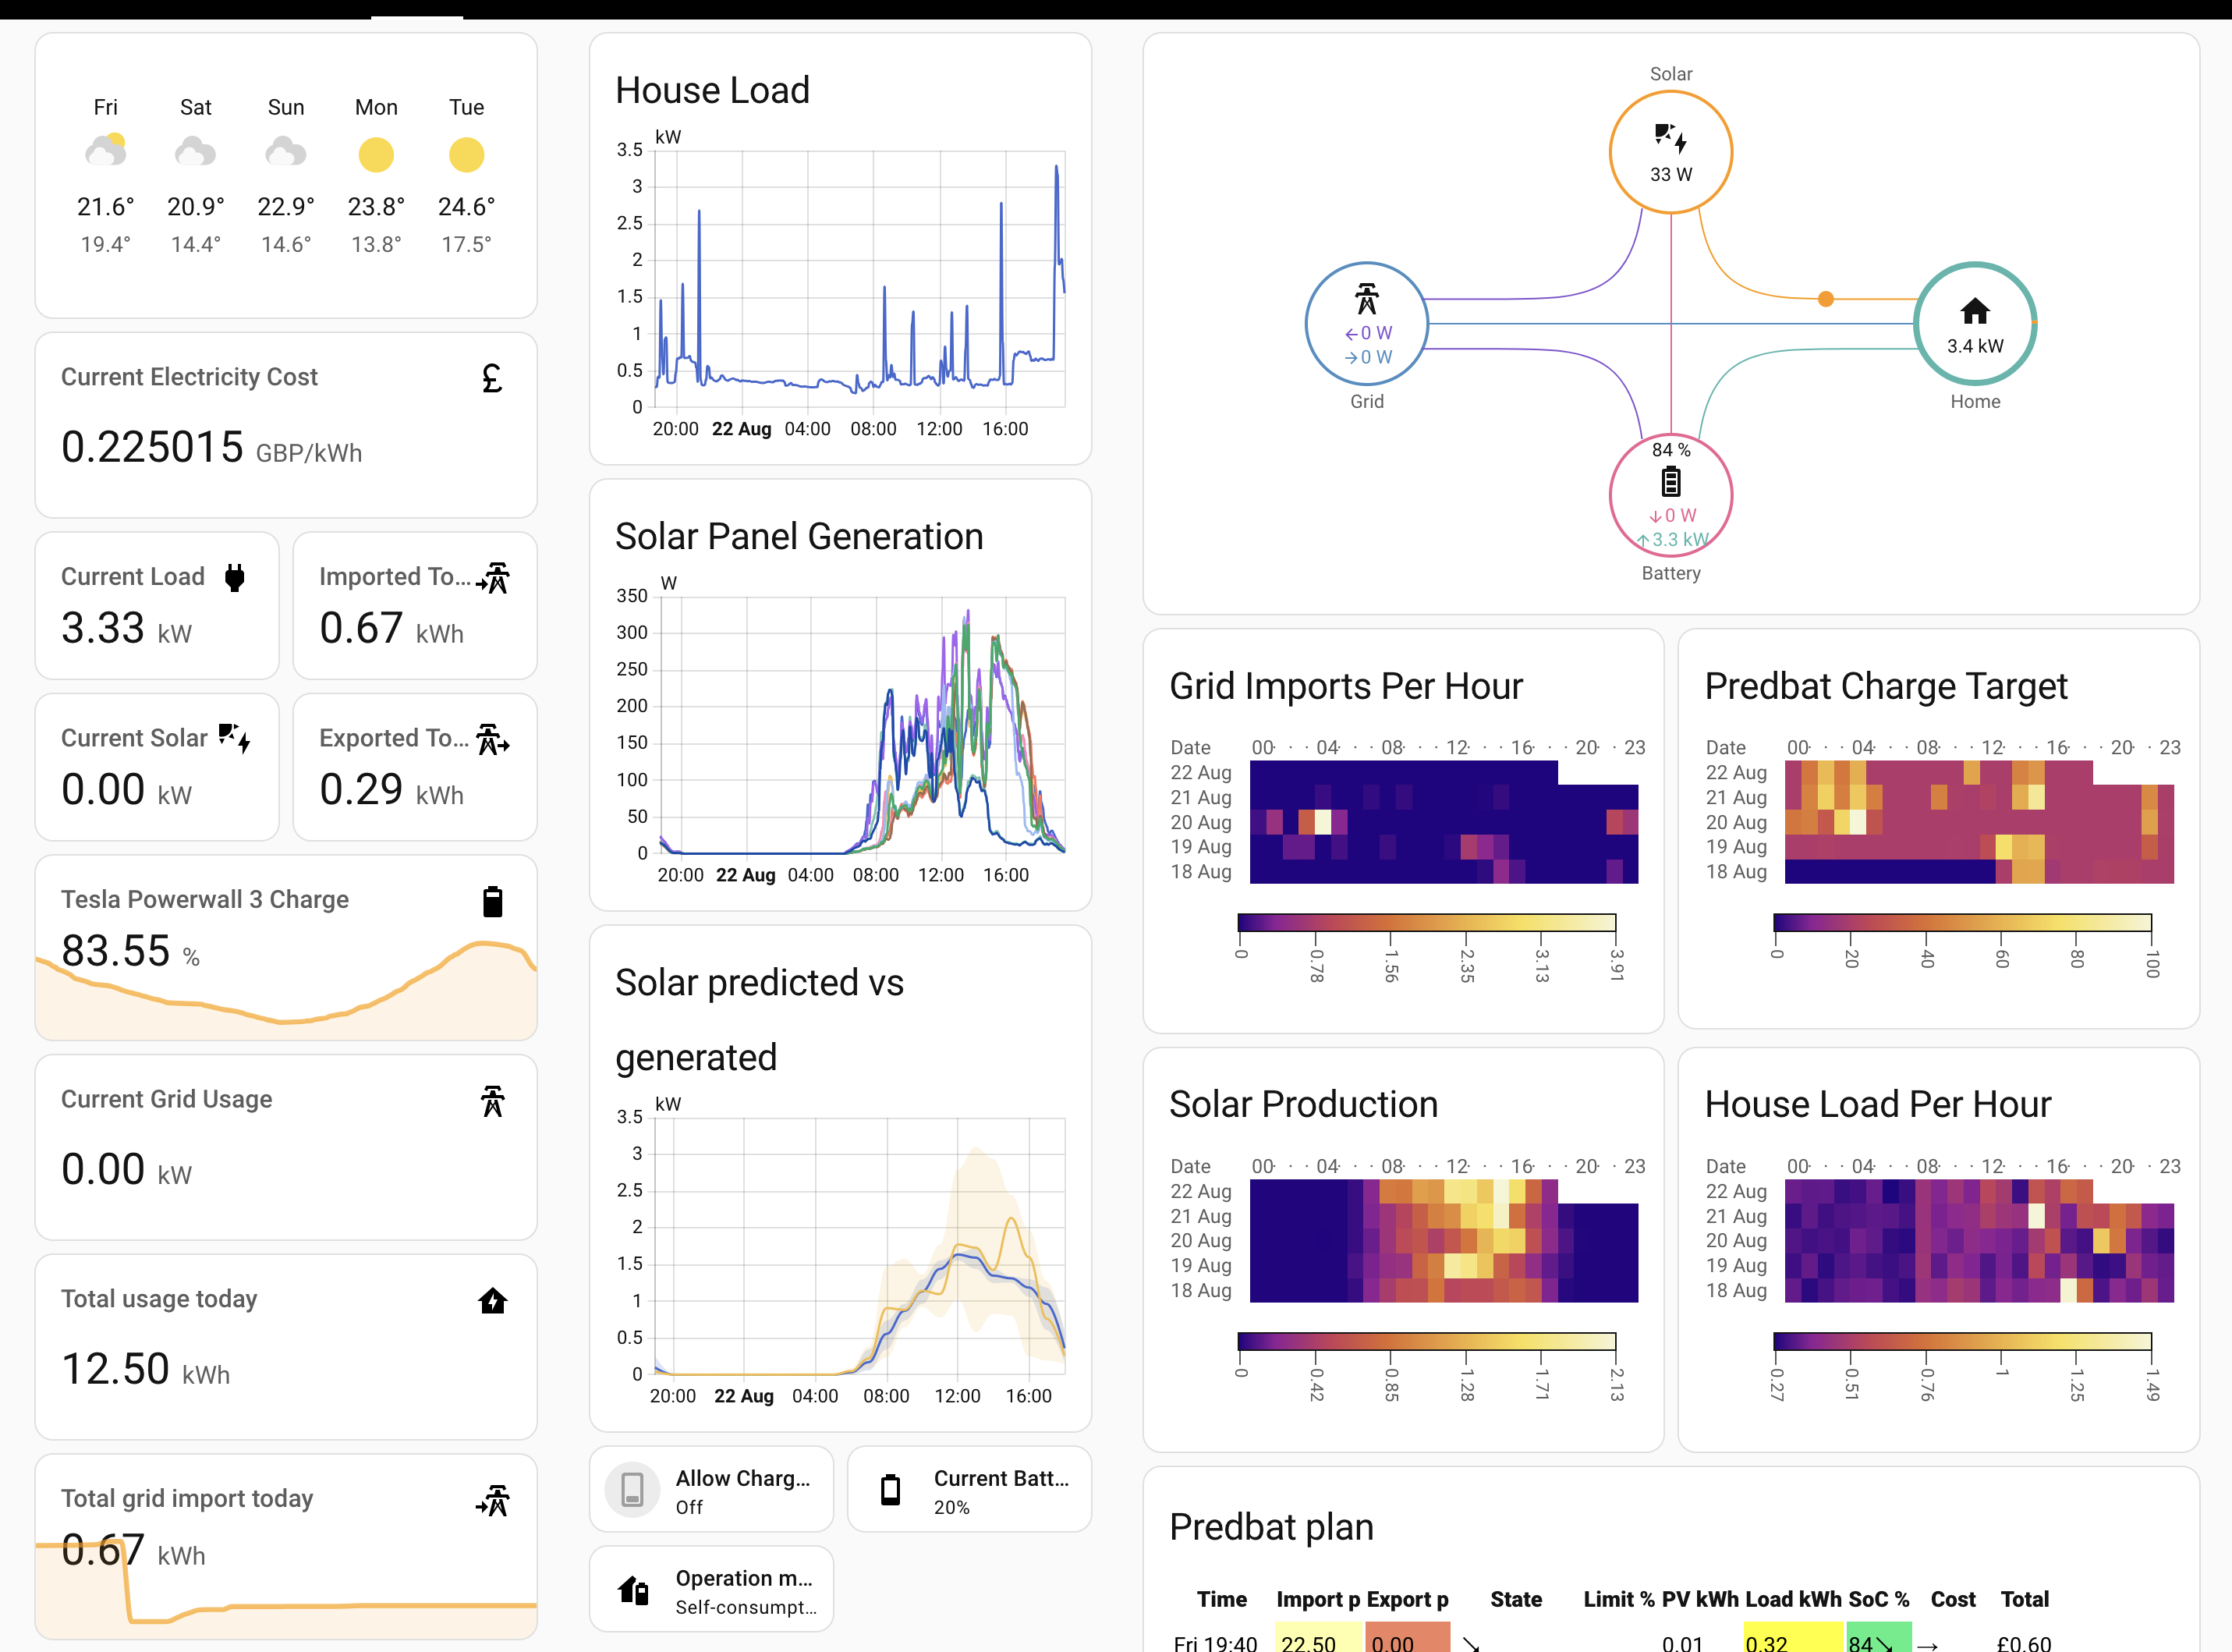 Fri Sat Sun Mon Tue
21.6° 20.9° 22.9° 23.8° 24.6°
19.4° 14.4° 14.6° 13.8° 17.5°
Current Electricity Cost
£
0.225015 GBP/kWh
Current Load
3.33 kW
Imported To...
0.67 kWh
Current Solar
0.00 kW
Exported To...
0.29 kWh
Tesla Powerwall 3 Charge
83.55 %
Current Grid Usage
0.00 kW
Total usage today
12.50 kWh
Total grid import today
0.67 kWh
House Load
kW
3.5
3
2.5
2
1.5
1
0.5
0
20:00 22 Aug 04:00 08:00 12:00 16:00
Solar Panel Generation
W
350
300
250
200
150
100
50
0
20:00 22 Aug 04:00 08:00 12:00 16:00
Solar predicted vs
generated
kW
3.5
3
2.5
2
1.5
1
0.5
0
20:00 22 Aug 04:00 08:00 12:00 16:00
Allow Charg...
Off
Current Batt...
20%
Operation m...
Self-consumpt...
Solar
33 W
←0 W
→0 W
Grid
3.4 kW
Home
84 %
↓0 W
↑3.3 kW
Battery
Grid Imports Per Hour
Date 00 · · · 04 · · · 08 · · · 12 · · · 16 · · · 20 · · 23
22 Aug
21 Aug
20 Aug
19 Aug
18 Aug
0 0.78 1.56 2.35 3.13 3.91
Predbat Charge Target
Date 00 · · · 04 · · · 08 · · · 12 · · · 16 · · · 20 · · 23
22 Aug
21 Aug
20 Aug
19 Aug
18 Aug
0 20 40 60 80 100
Solar Production
Date 00 · · · 04 · · · 08 · · · 12 · · · 16 · · · 20 · · 23
22 Aug
21 Aug
20 Aug
19 Aug
18 Aug
0 0.42 0.85 1.28 1.71 2.13
House Load Per Hour
Date 00 · · · 04 · · · 08 · · · 12 · · · 16 · · · 20 · · 23
22 Aug
21 Aug
20 Aug
19 Aug
18 Aug
0.27 0.51 0.76 1 1.25 1.49
Predbat plan
Time Import p Export p State Limit % PV kWh Load kWh SoC % Cost Total
Fri 19:40 22.50 0.00 ↘ 0.01 0.32 84↘ → £0.60